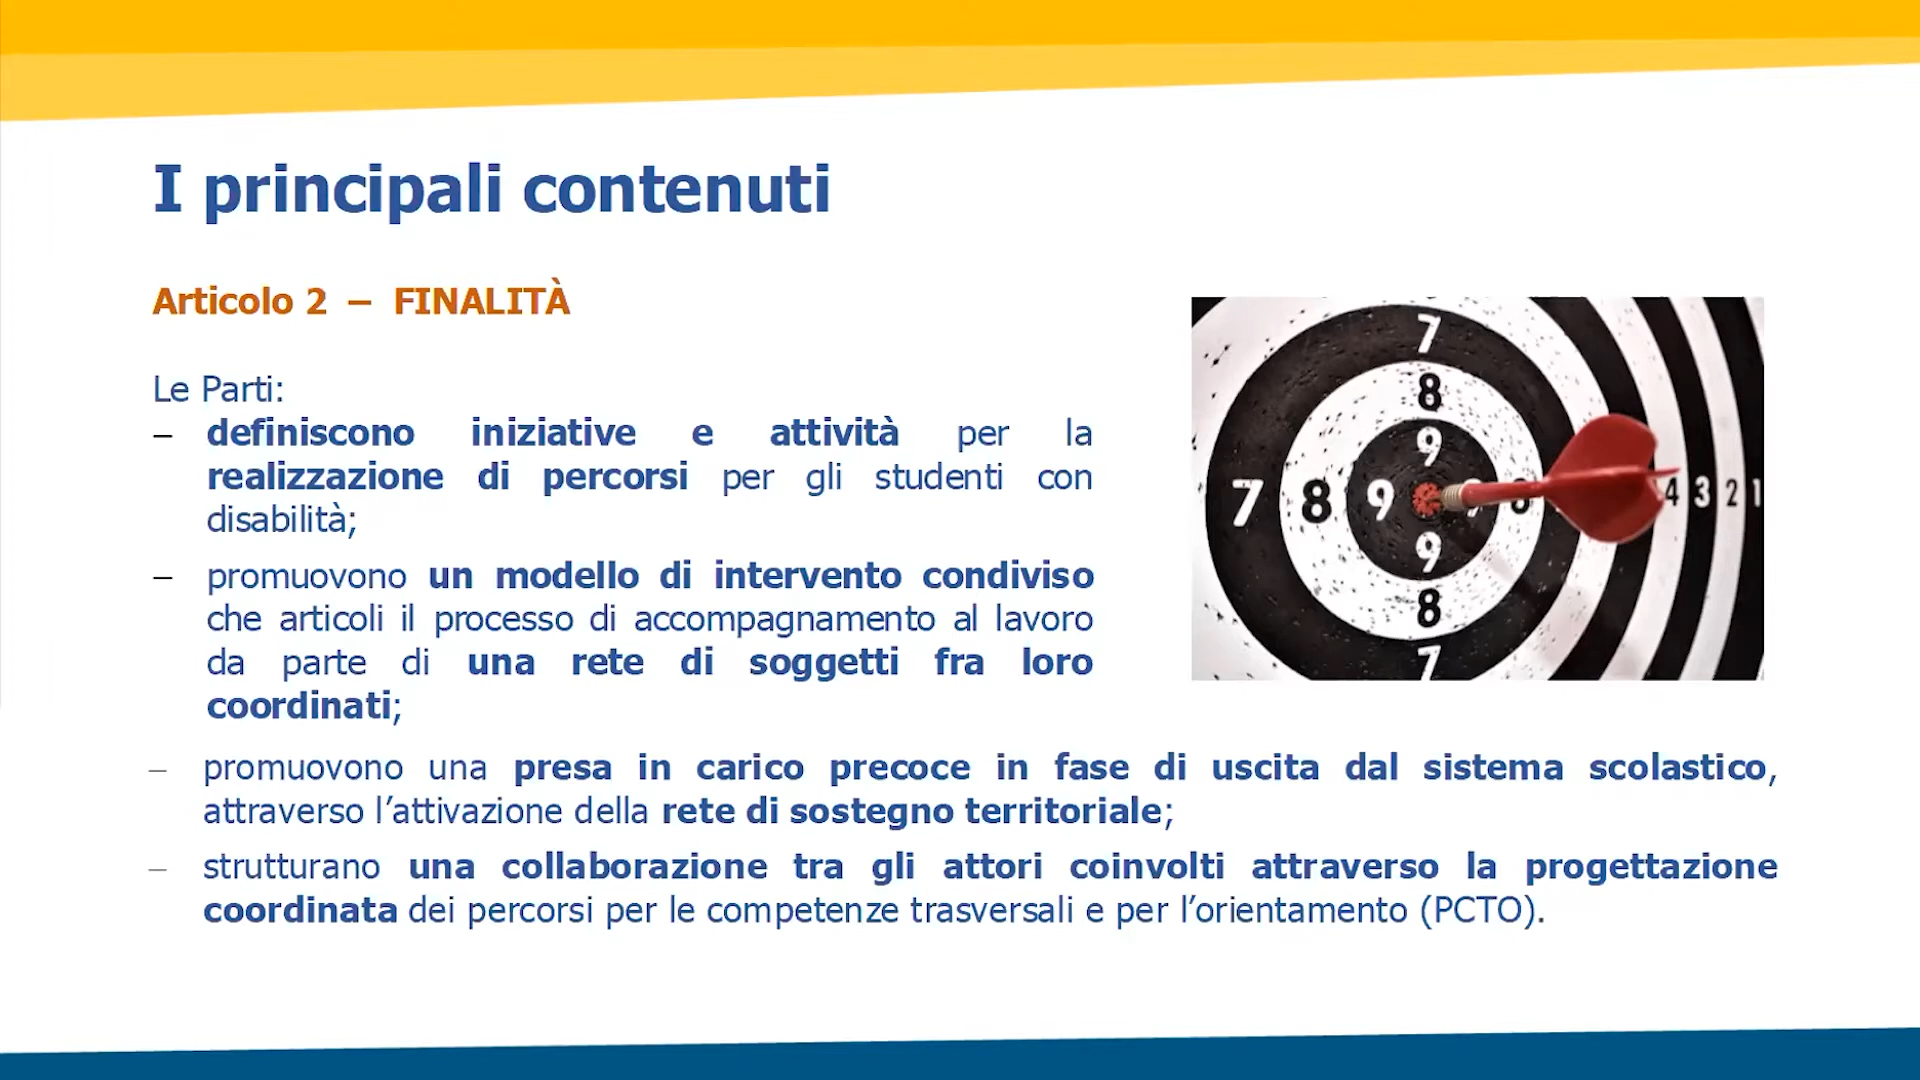 I principali contenuti
Articolo 2 – FINALITÀ
Le Parti:
– definiscono iniziative e attività per la
realizzazione di percorsi per gli studenti con
disabilità;
– promuovono un modello di intervento condiviso
che articoli il processo di accompagnamento al lavoro
da parte di una rete di soggetti fra loro
coordinati;
– promuovono una presa in carico precoce in fase di uscita dal sistema scolastico,
attraverso l’attivazione della rete di sostegno territoriale;
– strutturano una collaborazione tra gli attori coinvolti attraverso la progettazione
coordinata dei percorsi per le competenze trasversali e per l’orientamento (PCTO).
7
8
9
7 8 9 8 4 3 2 1
9
8
7